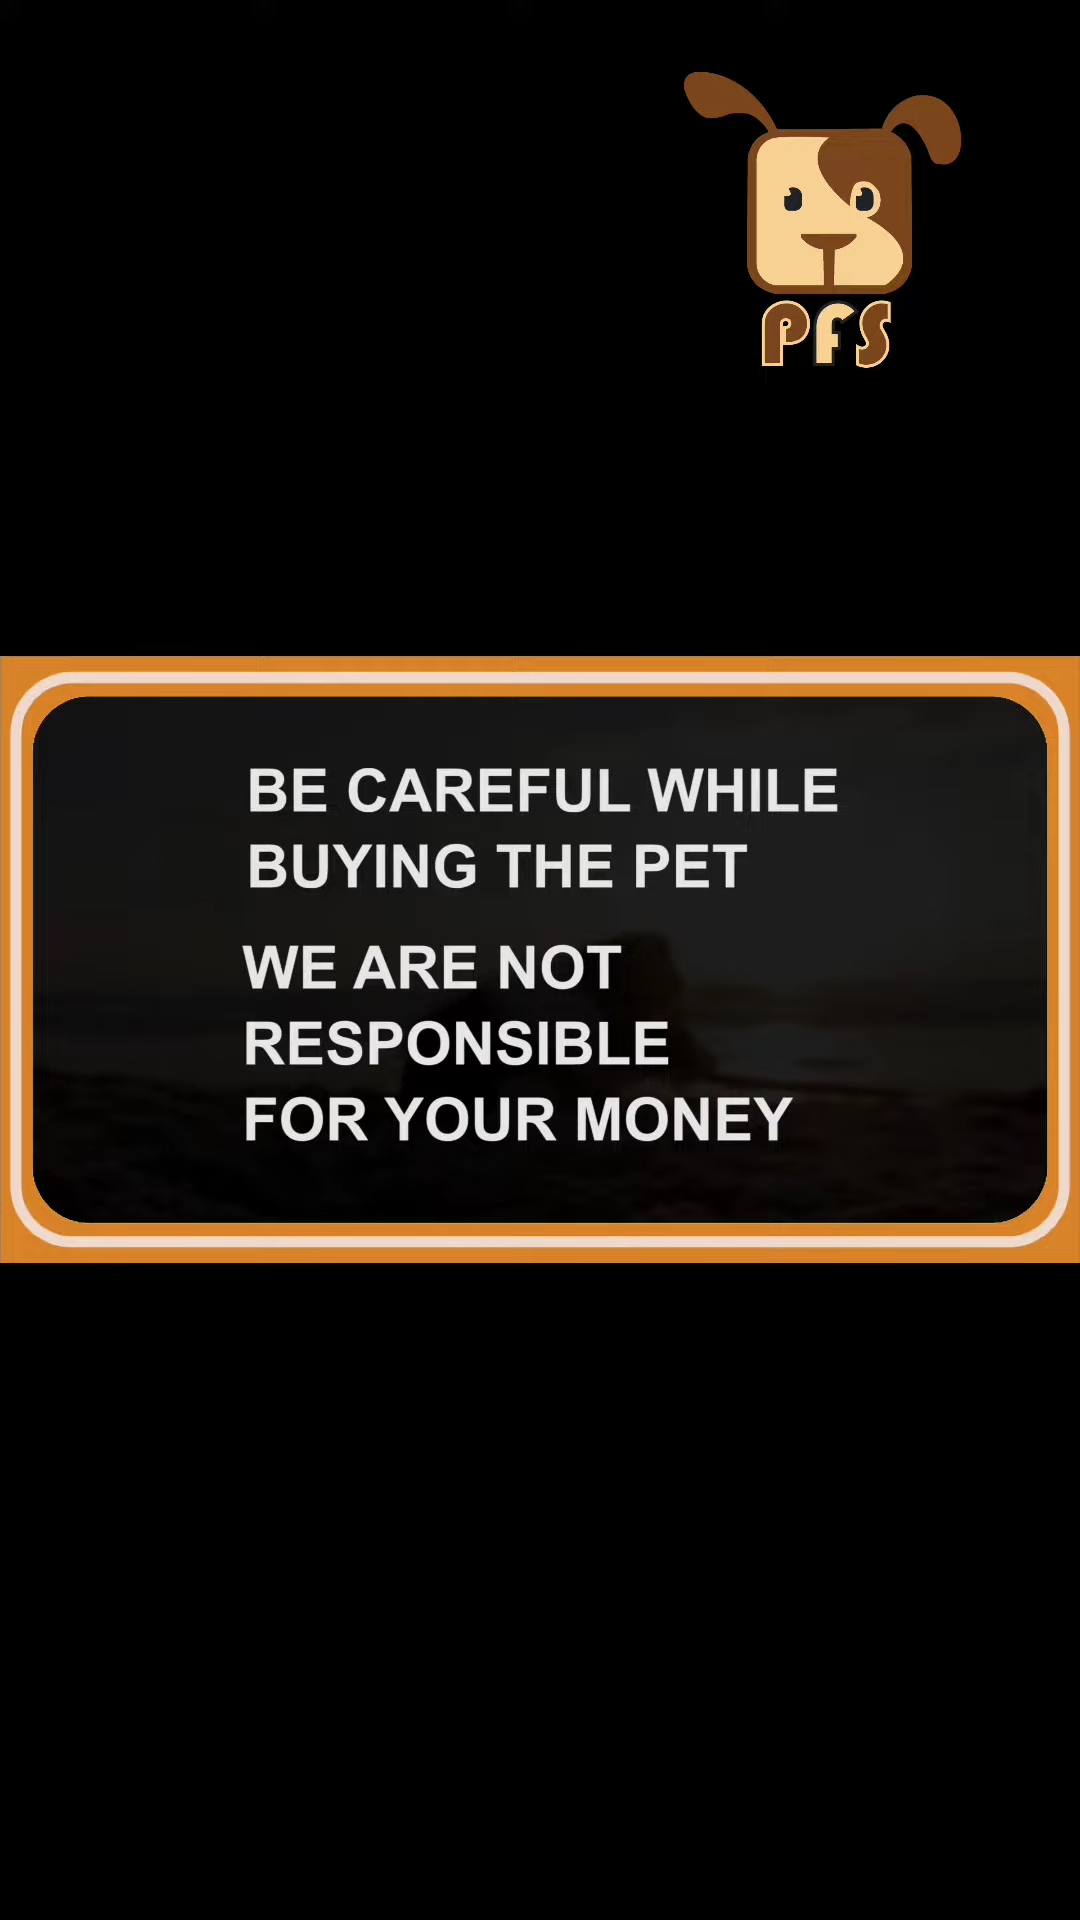 PFS
BE CAREFUL WHILE
BUYING THE PET
WE ARE NOT
RESPONSIBLE
FOR YOUR MONEY